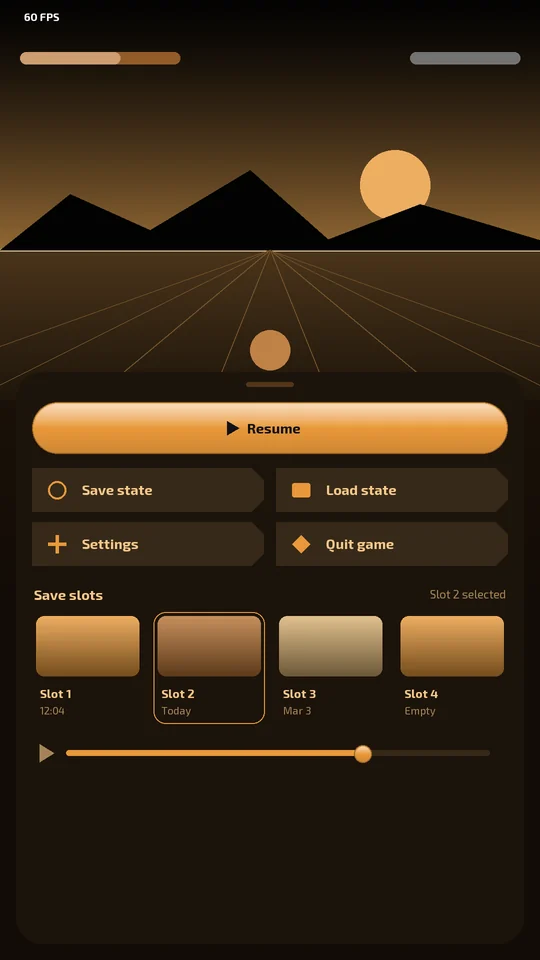 60 FPS
Resume
Save state
Load state
Settings
Quit game
Save slots
Slot 2 selected
Slot 1
Slot 2
Slot 3
Slot 4
12:04
Today
Mar 3
Empty